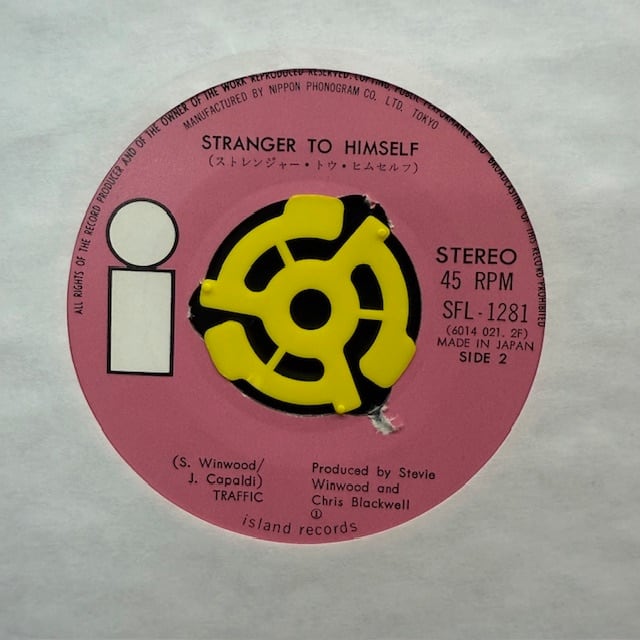 ALL RIGHTS OF THE RECORD PRODUCER AND OF THE OWNER OF THE WORK REPRODUCED RESERVED. COPYING, PUBLIC PERFORMANCE AND BROADCASTING OF THIS RECORD PROHIBITED
MANUFACTURED BY NIPPON PHONOGRAM CO. LTD. TOKYO
STRANGER TO HIMSELF
(ストレンジャー・トウ・ヒムセルフ)
i
STEREO
45 RPM
SFL-1281
(6014 021. 2F)
MADE IN JAPAN
SIDE 2
(S. Winwood/
J. Capaldi)
TRAFFIC
Produced by Stevie
Winwood and
Chris Blackwell
Ⓘ
island records